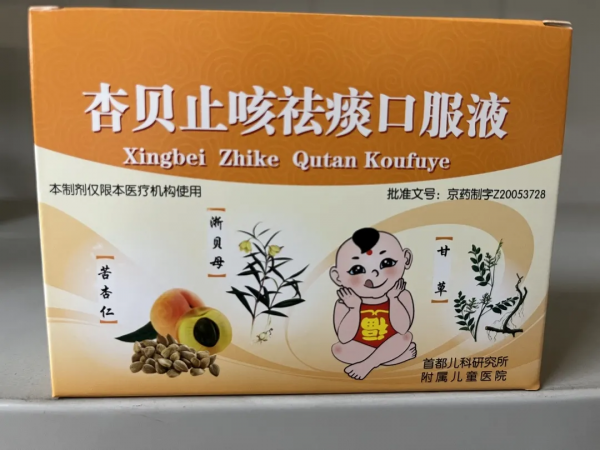 杏贝止咳祛痰口服液
Xingbei Zhike Qutan Koufuye
本制剂仅限本医疗机构使用
批准文号：京药制字Z20053728
苦杏仁
浙贝母
福
甘草
首都儿科研究所
附属儿童医院